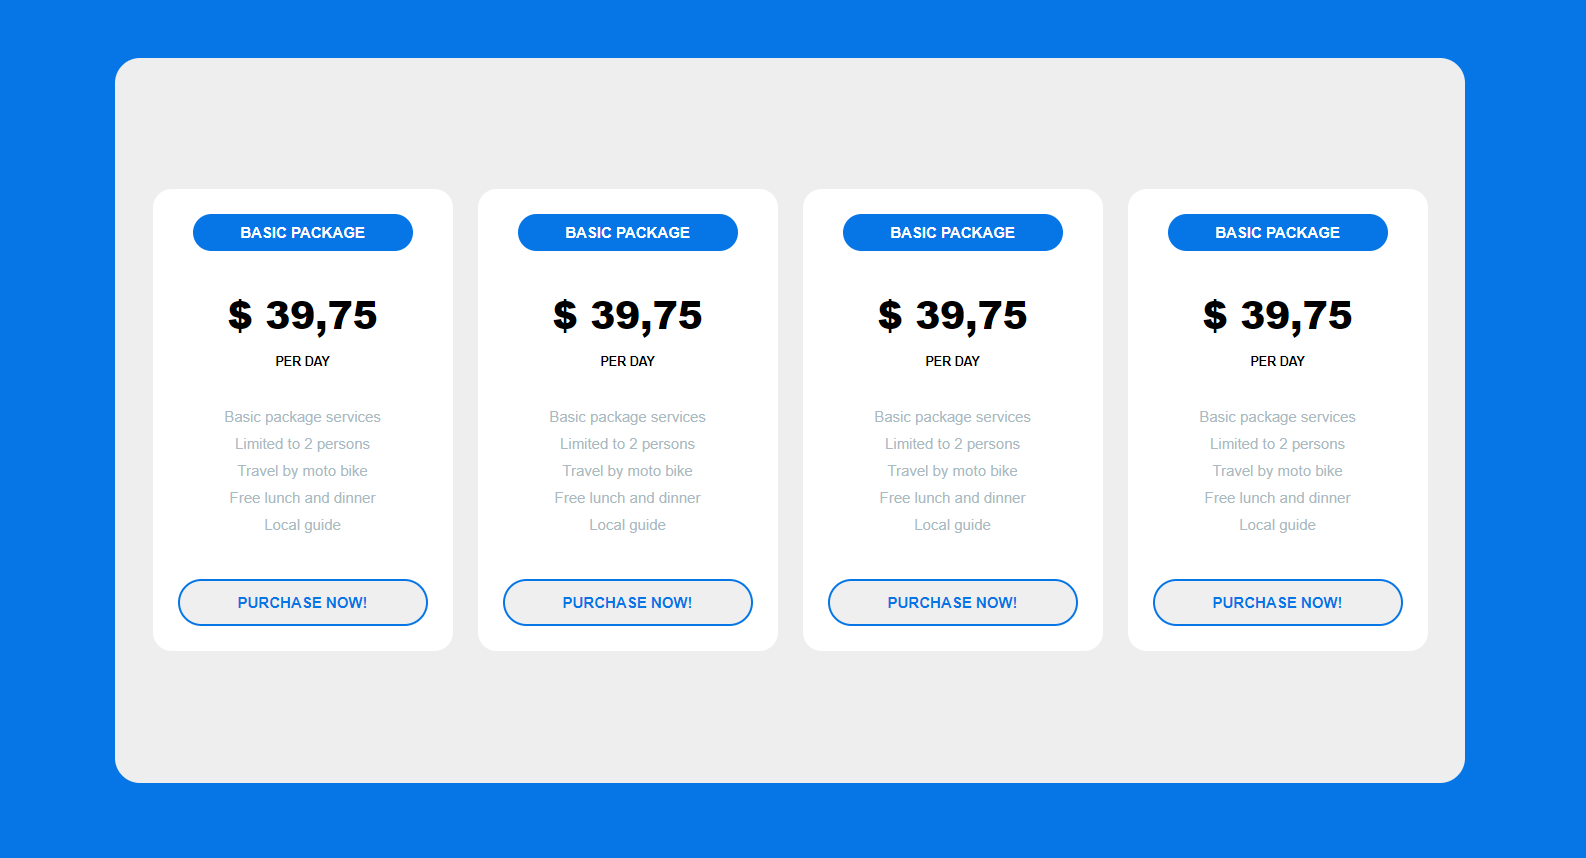 BASIC PACKAGE
$ 39,75
PER DAY
Basic package services
Limited to 2 persons
Travel by moto bike
Free lunch and dinner
Local guide
PURCHASE NOW!
BASIC PACKAGE
$ 39,75
PER DAY
Basic package services
Limited to 2 persons
Travel by moto bike
Free lunch and dinner
Local guide
PURCHASE NOW!
BASIC PACKAGE
$ 39,75
PER DAY
Basic package services
Limited to 2 persons
Travel by moto bike
Free lunch and dinner
Local guide
PURCHASE NOW!
BASIC PACKAGE
$ 39,75
PER DAY
Basic package services
Limited to 2 persons
Travel by moto bike
Free lunch and dinner
Local guide
PURCHASE NOW!